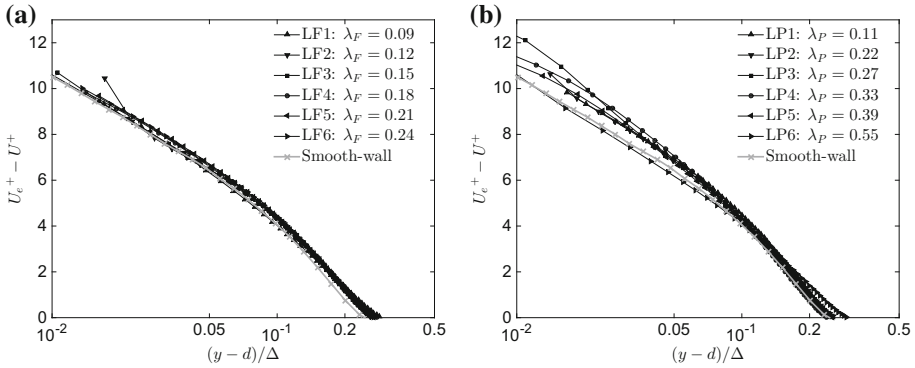 (a)
12
10
8
6
4
2
0
U_e^+ − U^+
10^-2
0.05
10^-1
0.2
0.5
(y − d)/Δ
LF1: λ_F = 0.09
LF2: λ_F = 0.12
LF3: λ_F = 0.15
LF4: λ_F = 0.18
LF5: λ_F = 0.21
LF6: λ_F = 0.24
Smooth-wall
(b)
12
10
8
6
4
2
0
U_e^+ − U^+
10^-2
0.05
10^-1
0.2
0.5
(y − d)/Δ
LP1: λ_P = 0.11
LP2: λ_P = 0.22
LP3: λ_P = 0.27
LP4: λ_P = 0.33
LP5: λ_P = 0.39
LP6: λ_P = 0.55
Smooth-wall